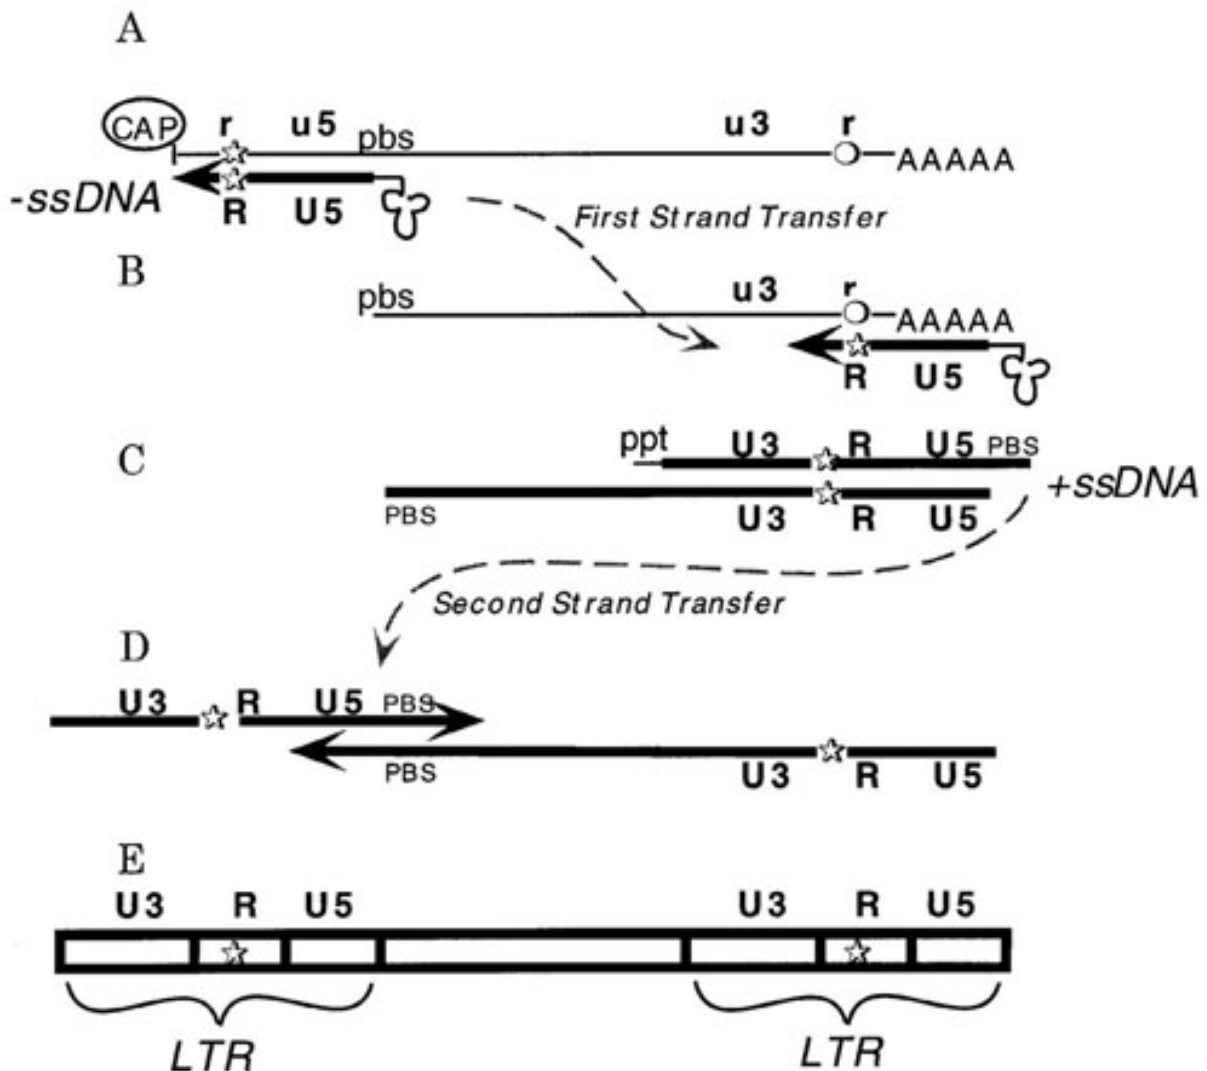 A
CAP r u5 pbs u3 r AAAAA
-ssDNA R U5
First Strand Transfer
B
pbs u3 r AAAAA
R U5
C
ppt U3 R U5 PBS
+ssDNA
PBS U3 R U5
Second Strand Transfer
D
U3 R U5 PBS
PBS U3 R U5
E
U3 R U5 U3 R U5
LTR LTR